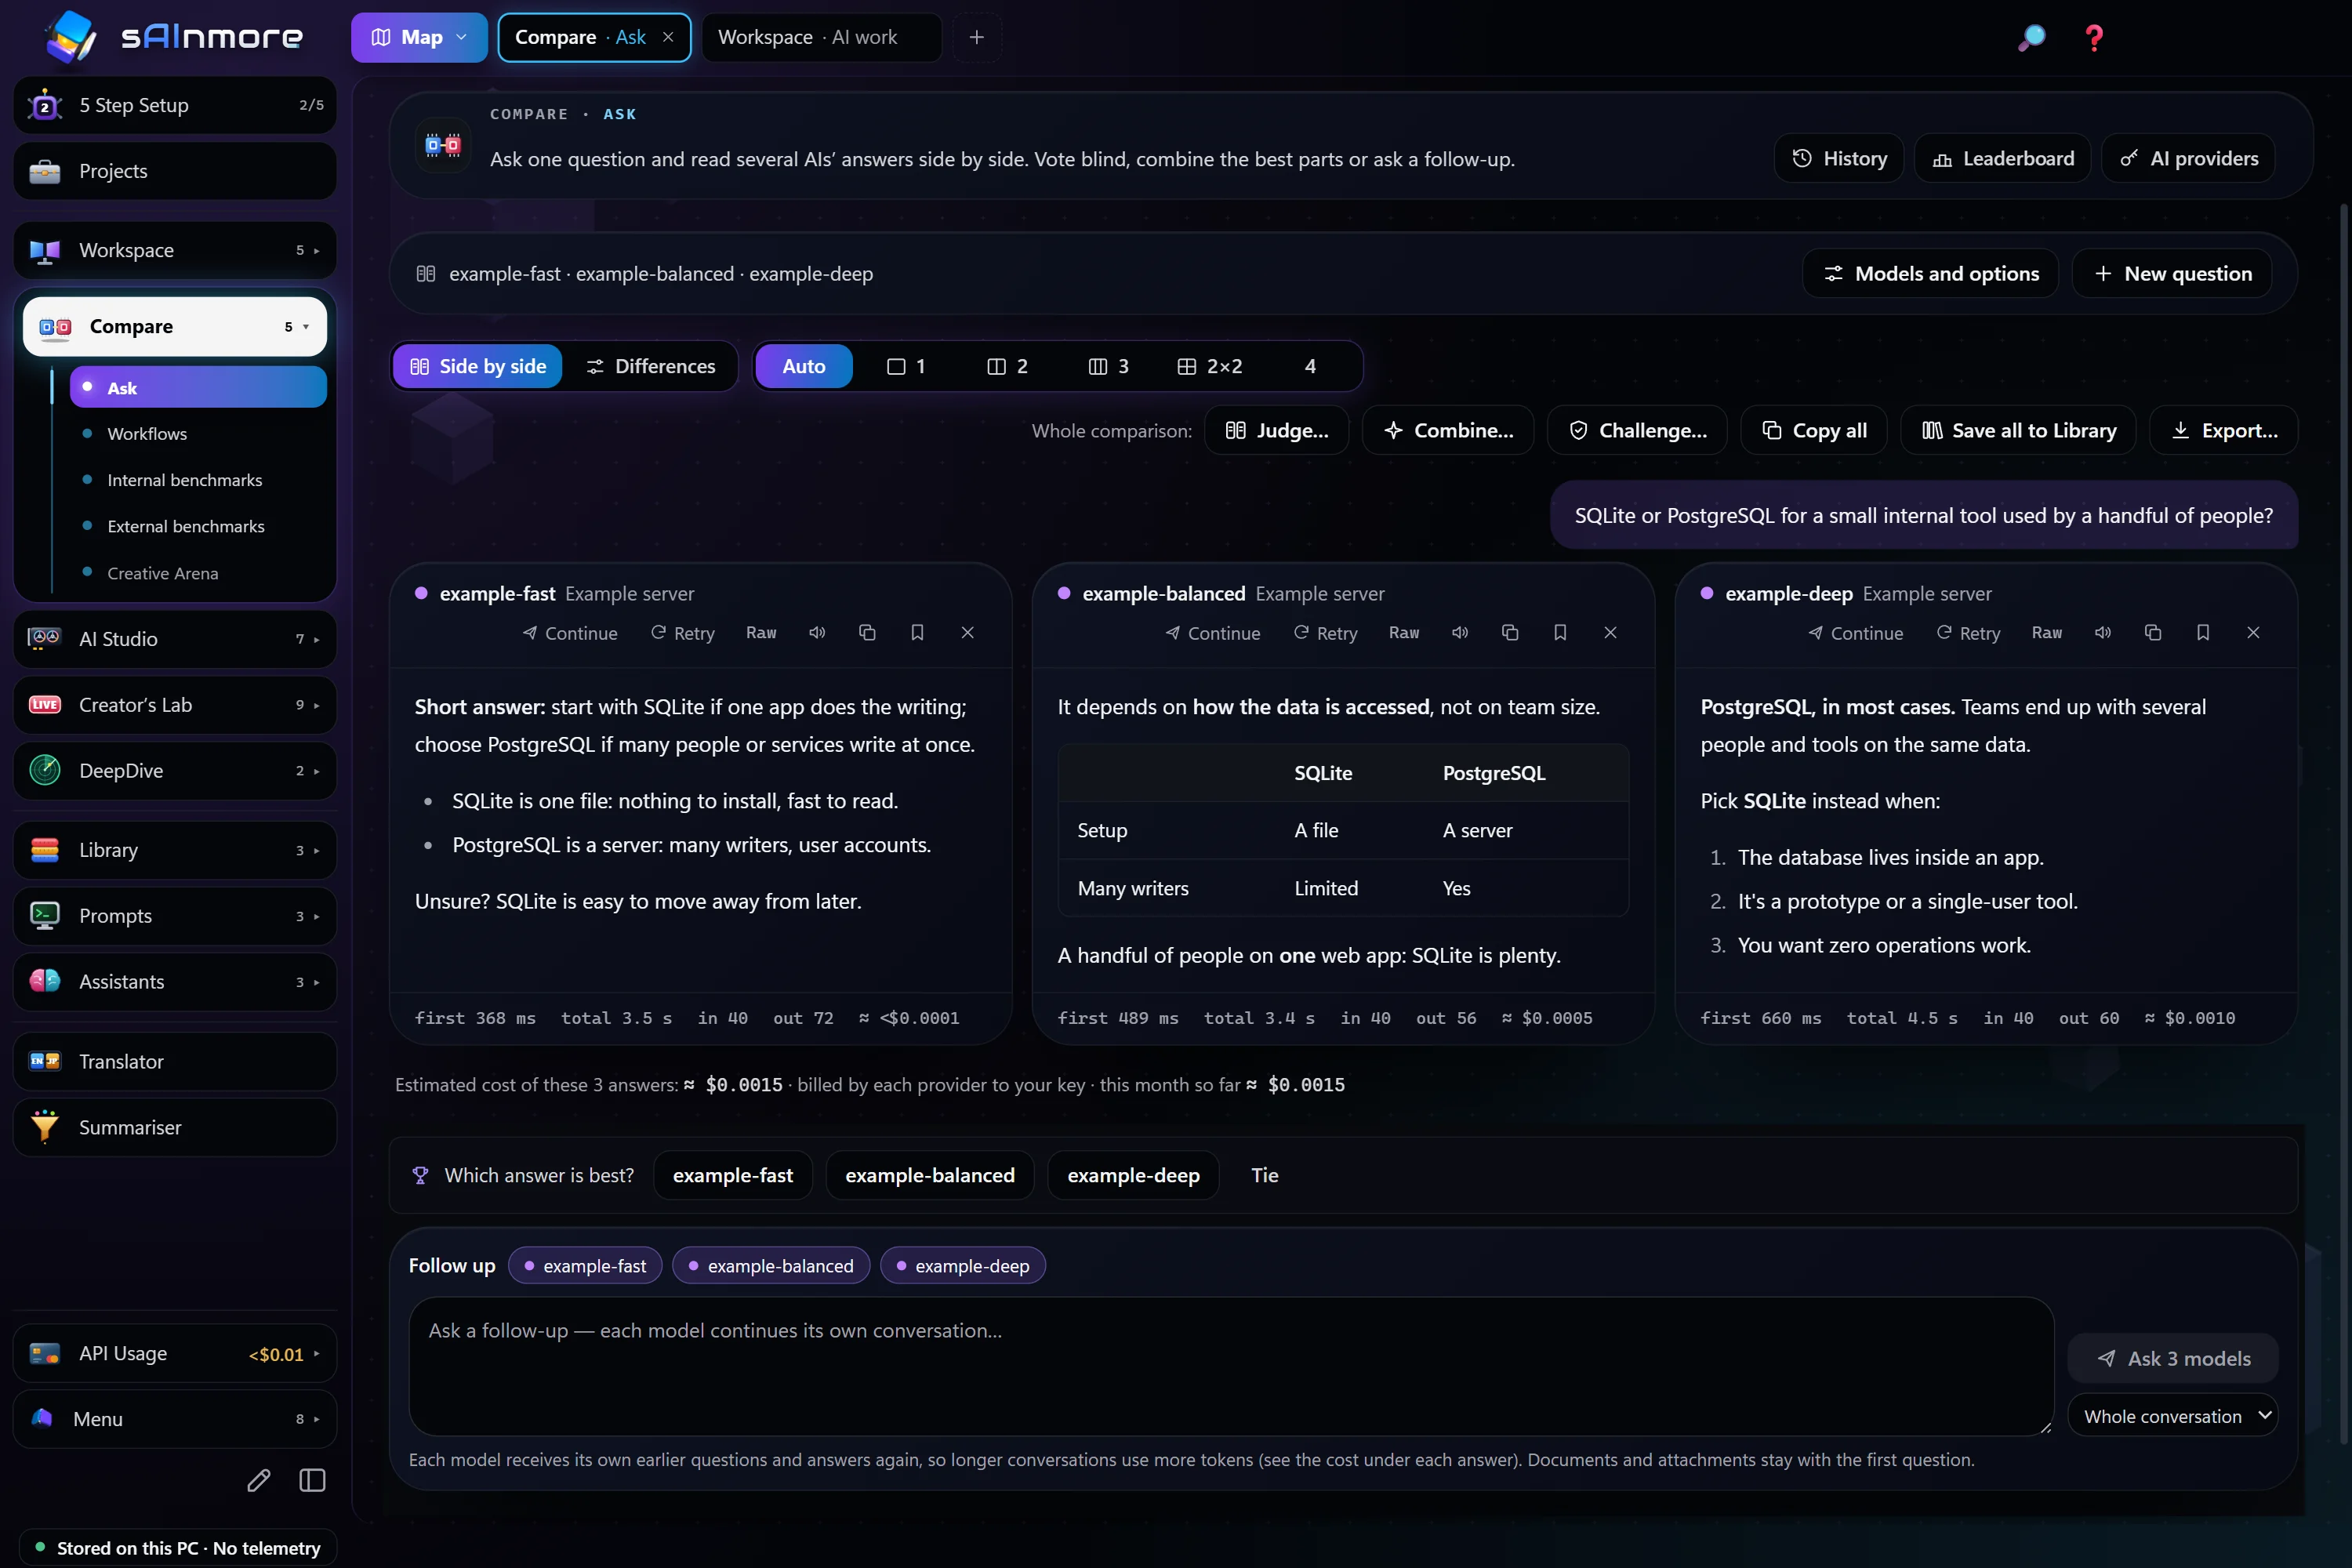 sAInmore
Map
Compare · Ask
Workspace · AI work
5 Step Setup 2/5
Projects
Workspace 5
Compare 5
Ask
Workflows
Internal benchmarks
External benchmarks
Creative Arena
AI Studio 7
LIVE Creator’s Lab 9
DeepDive 2
Library 3
Prompts 3
Assistants 3
Translator
Summariser
API Usage <$0.01
Menu 8
Stored on this PC · No telemetry
COMPARE · ASK
Ask one question and read several AIs’ answers side by side. Vote blind, combine the best parts or ask a follow-up.
History
Leaderboard
AI providers
example-fast · example-balanced · example-deep
Models and options
New question
Side by side
Differences
Auto
1
2
3
2×2
4
Whole comparison:
Judge...
Combine...
Challenge...
Copy all
Save all to Library
Export...
SQLite or PostgreSQL for a small internal tool used by a handful of people?
example-fast Example server
Continue Retry Raw
Short answer: start with SQLite if one app does the writing;
choose PostgreSQL if many people or services write at once.
• SQLite is one file: nothing to install, fast to read.
• PostgreSQL is a server: many writers, user accounts.
Unsure? SQLite is easy to move away from later.
first 368 ms total 3.5 s in 40 out 72 ≈ <$0.0001
example-balanced Example server
Continue Retry Raw
It depends on how the data is accessed, not on team size.
SQLite PostgreSQL
Setup A file A server
Many writers Limited Yes
A handful of people on one web app: SQLite is plenty.
first 489 ms total 3.4 s in 40 out 56 ≈ $0.0005
example-deep Example server
Continue Retry Raw
PostgreSQL, in most cases. Teams end up with several
people and tools on the same data.
Pick SQLite instead when:
1. The database lives inside an app.
2. It's a prototype or a single-user tool.
3. You want zero operations work.
first 660 ms total 4.5 s in 40 out 60 ≈ $0.0010
Estimated cost of these 3 answers: ≈ $0.0015 · billed by each provider to your key · this month so far ≈ $0.0015
Which answer is best?
example-fast
example-balanced
example-deep
Tie
Follow up
example-fast
example-balanced
example-deep
Ask a follow-up — each model continues its own conversation...
Ask 3 models
Whole conversation
Each model receives its own earlier questions and answers again, so longer conversations use more tokens (see the cost under each answer). Documents and attachments stay with the first question.